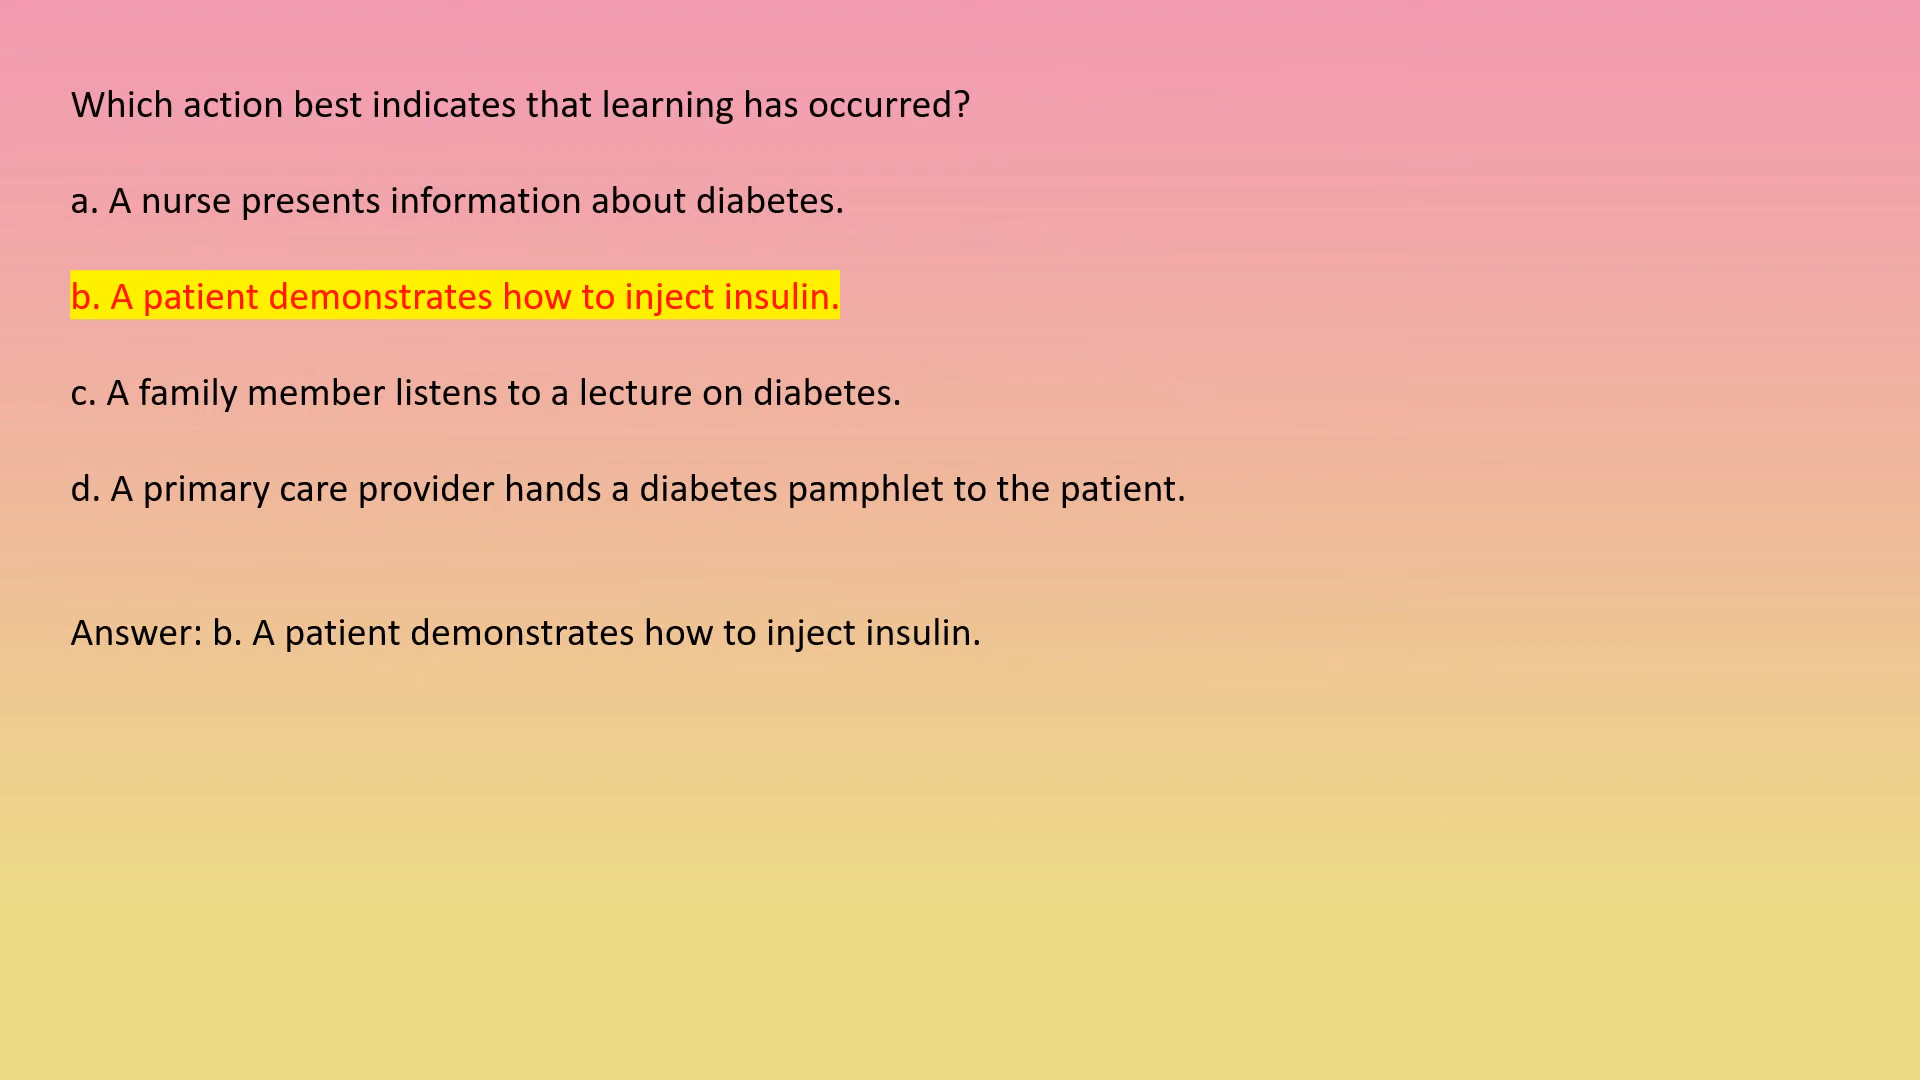 Which action best indicates that learning has occurred?
a. A nurse presents information about diabetes.
b. A patient demonstrates how to inject insulin.
c. A family member listens to a lecture on diabetes.
d. A primary care provider hands a diabetes pamphlet to the patient.
Answer: b. A patient demonstrates how to inject insulin.